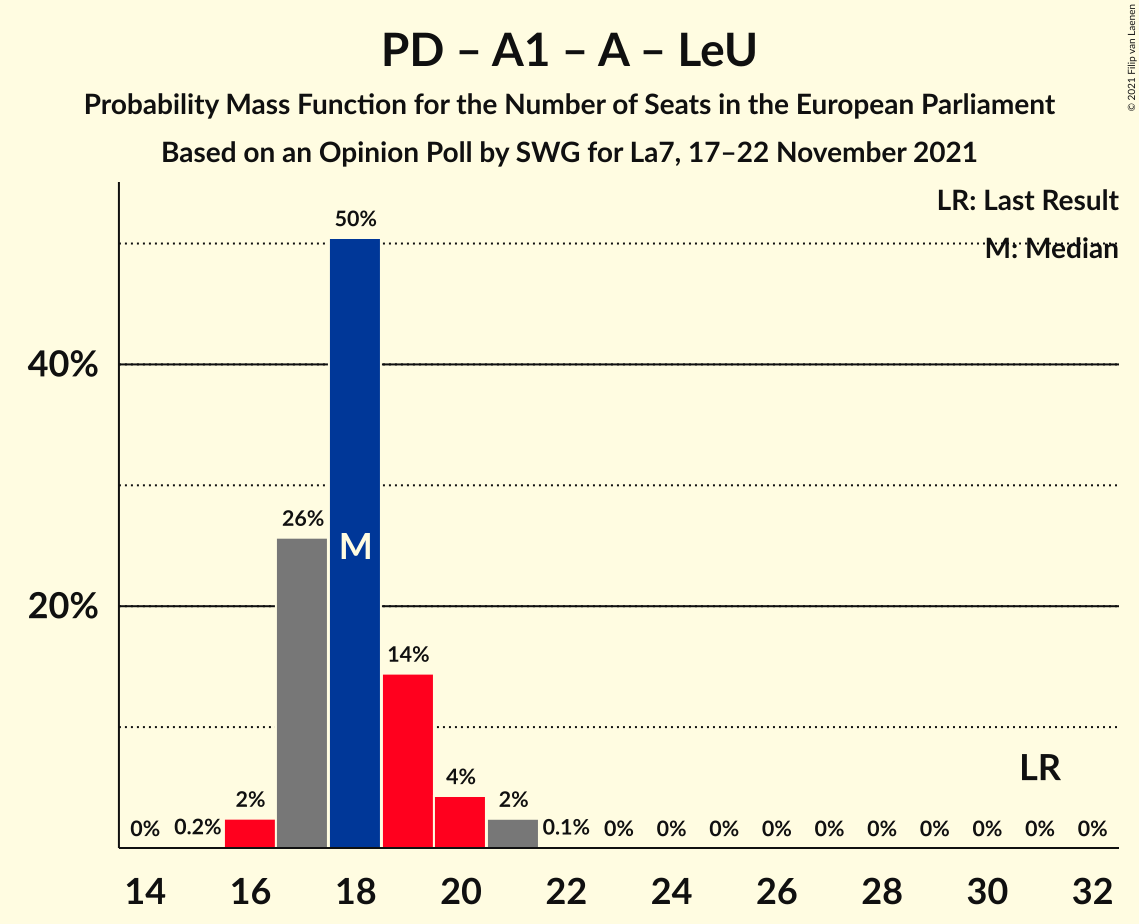 PD – A1 – A – LeU
Probability Mass Function for the Number of Seats in the European Parliament
Based on an Opinion Poll by SWG for La7, 17–22 November 2021
© 2021 Filip van Laenen
LR: Last Result
M: Median
50%
40%
26%
M
20%
14%
LR
0% 0.2% 2% 4% 2% 0.1% 0% 0% 0% 0% 0% 0% 0% 0% 0% 0%
14 16 18 20 22 24 26 28 30 32